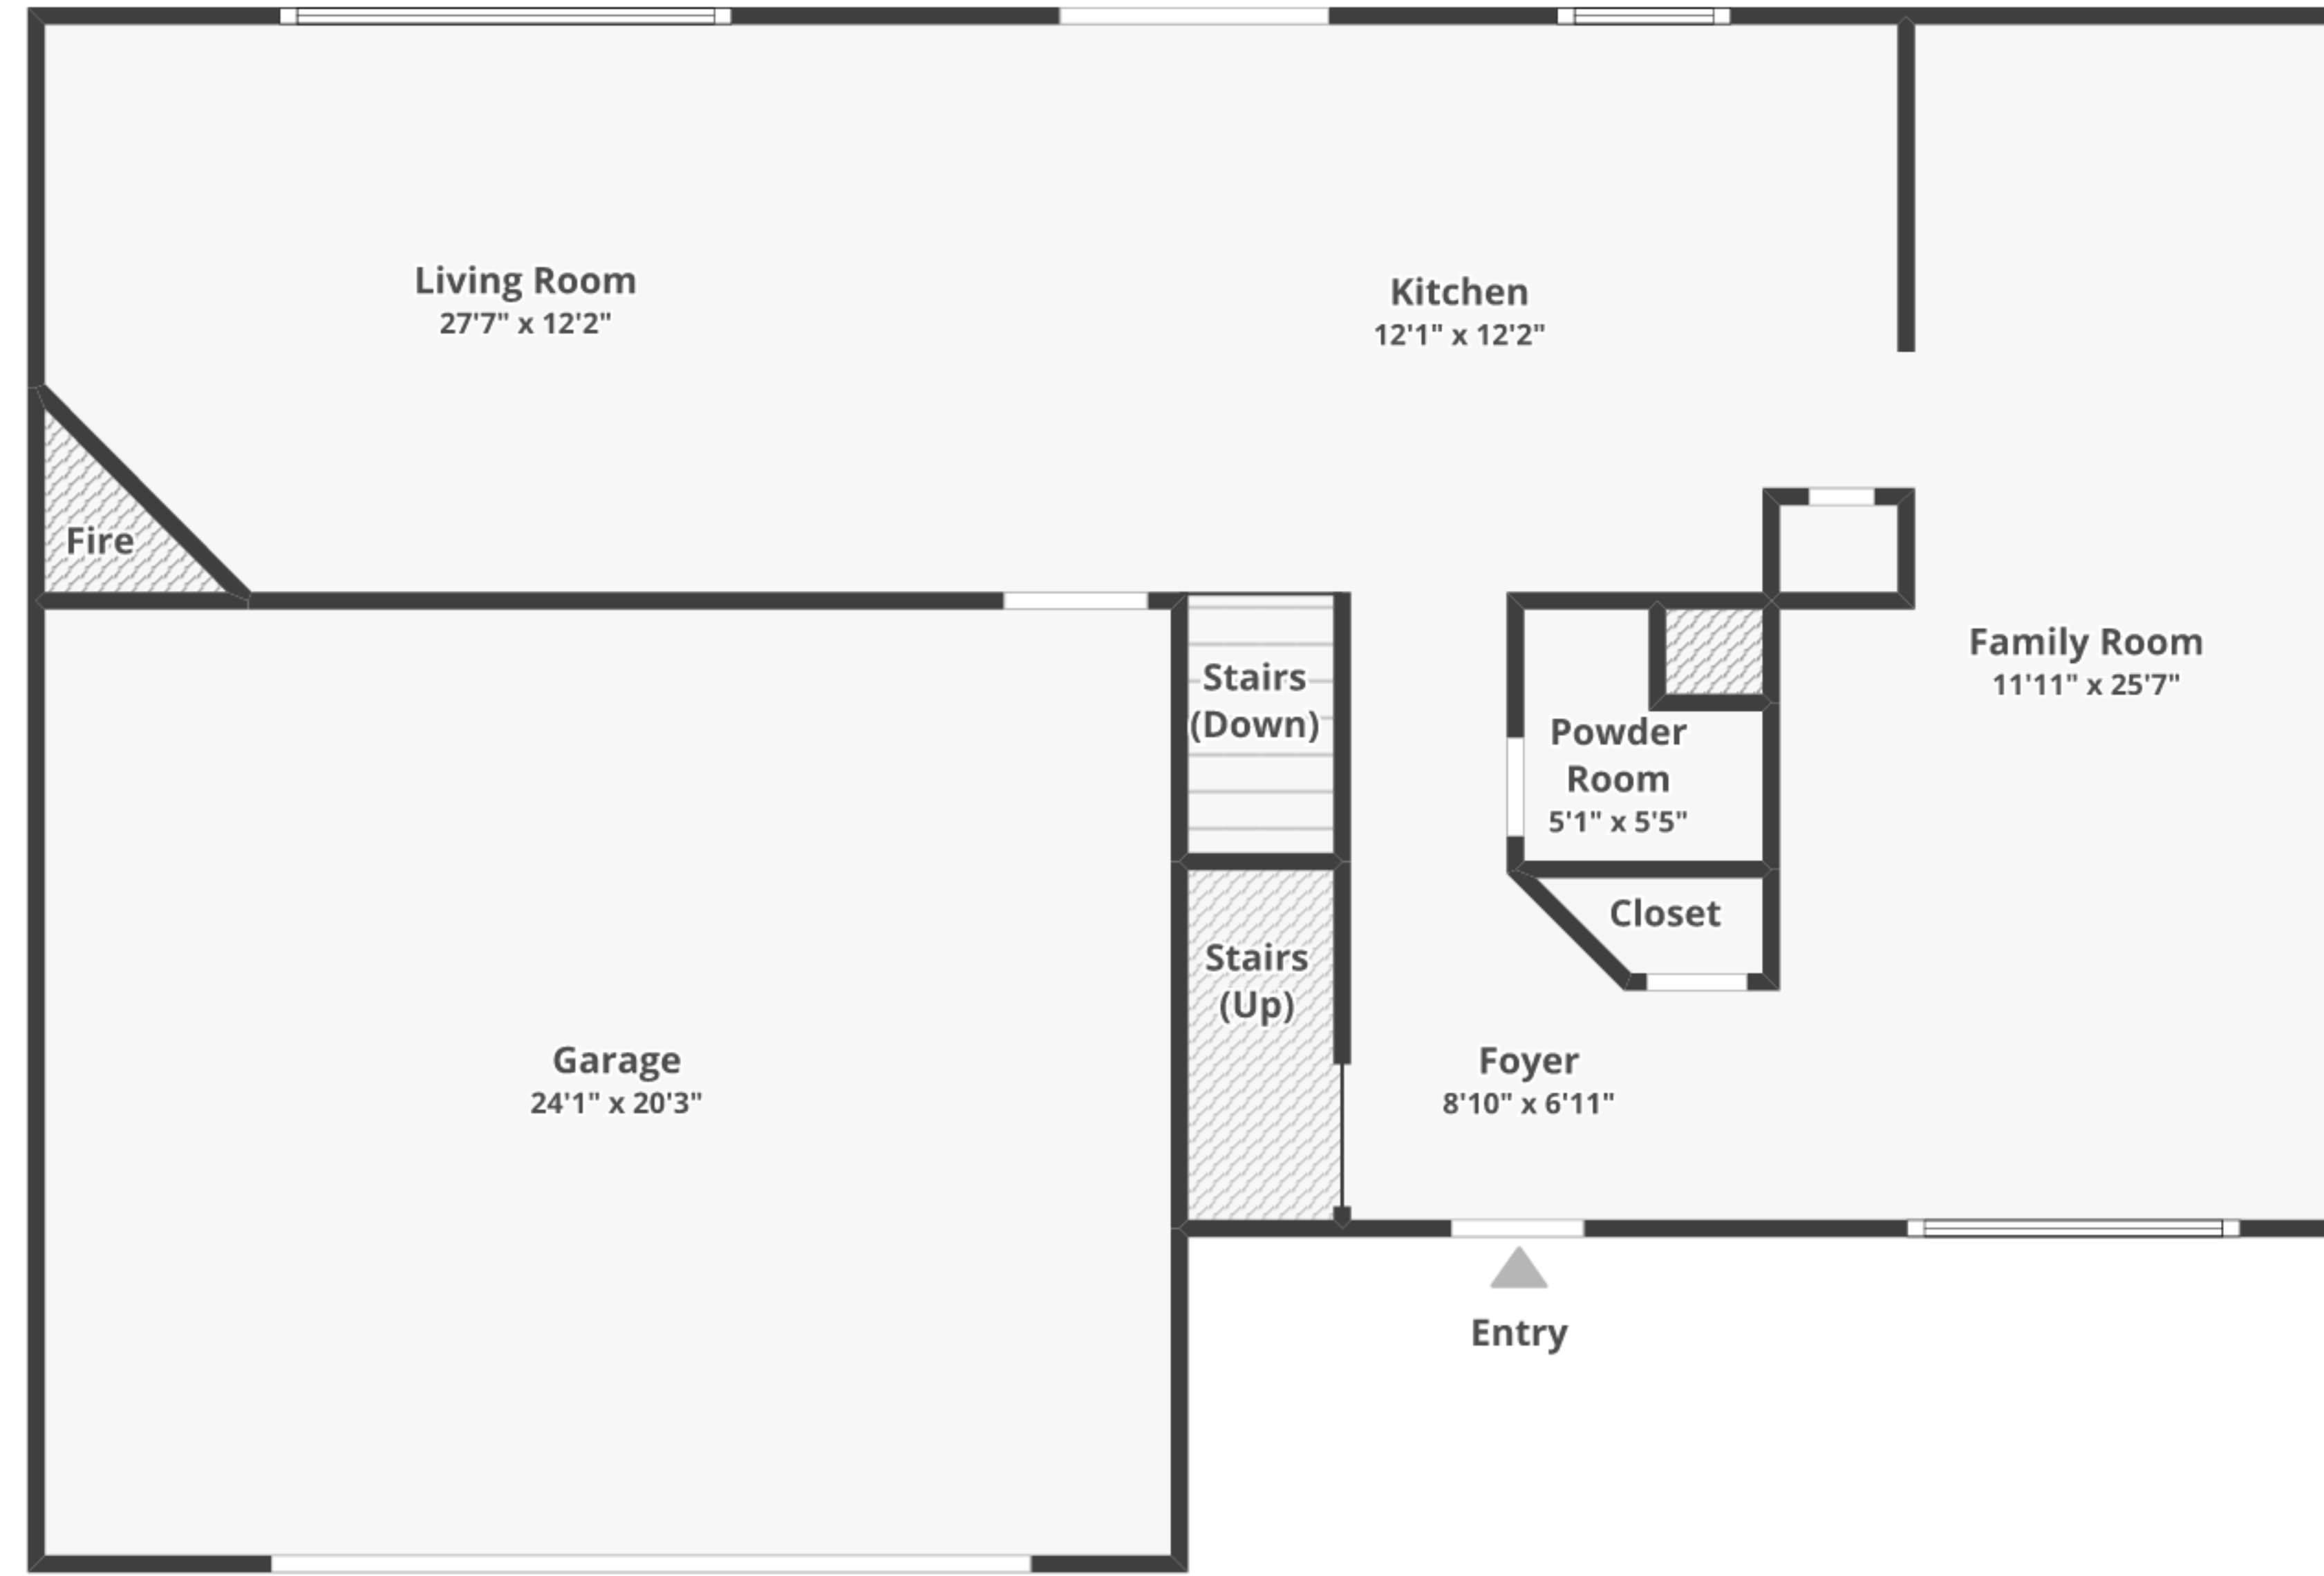 Living Room
27'7" x 12'2"
Kitchen
12'1" x 12'2"
Fire
Family Room
11'11" x 25'7"
Stairs
(Down)
Powder
Room
5'1" x 5'5"
Closet
Stairs
(Up)
Garage
24'1" x 20'3"
Foyer
8'10" x 6'11"
Entry